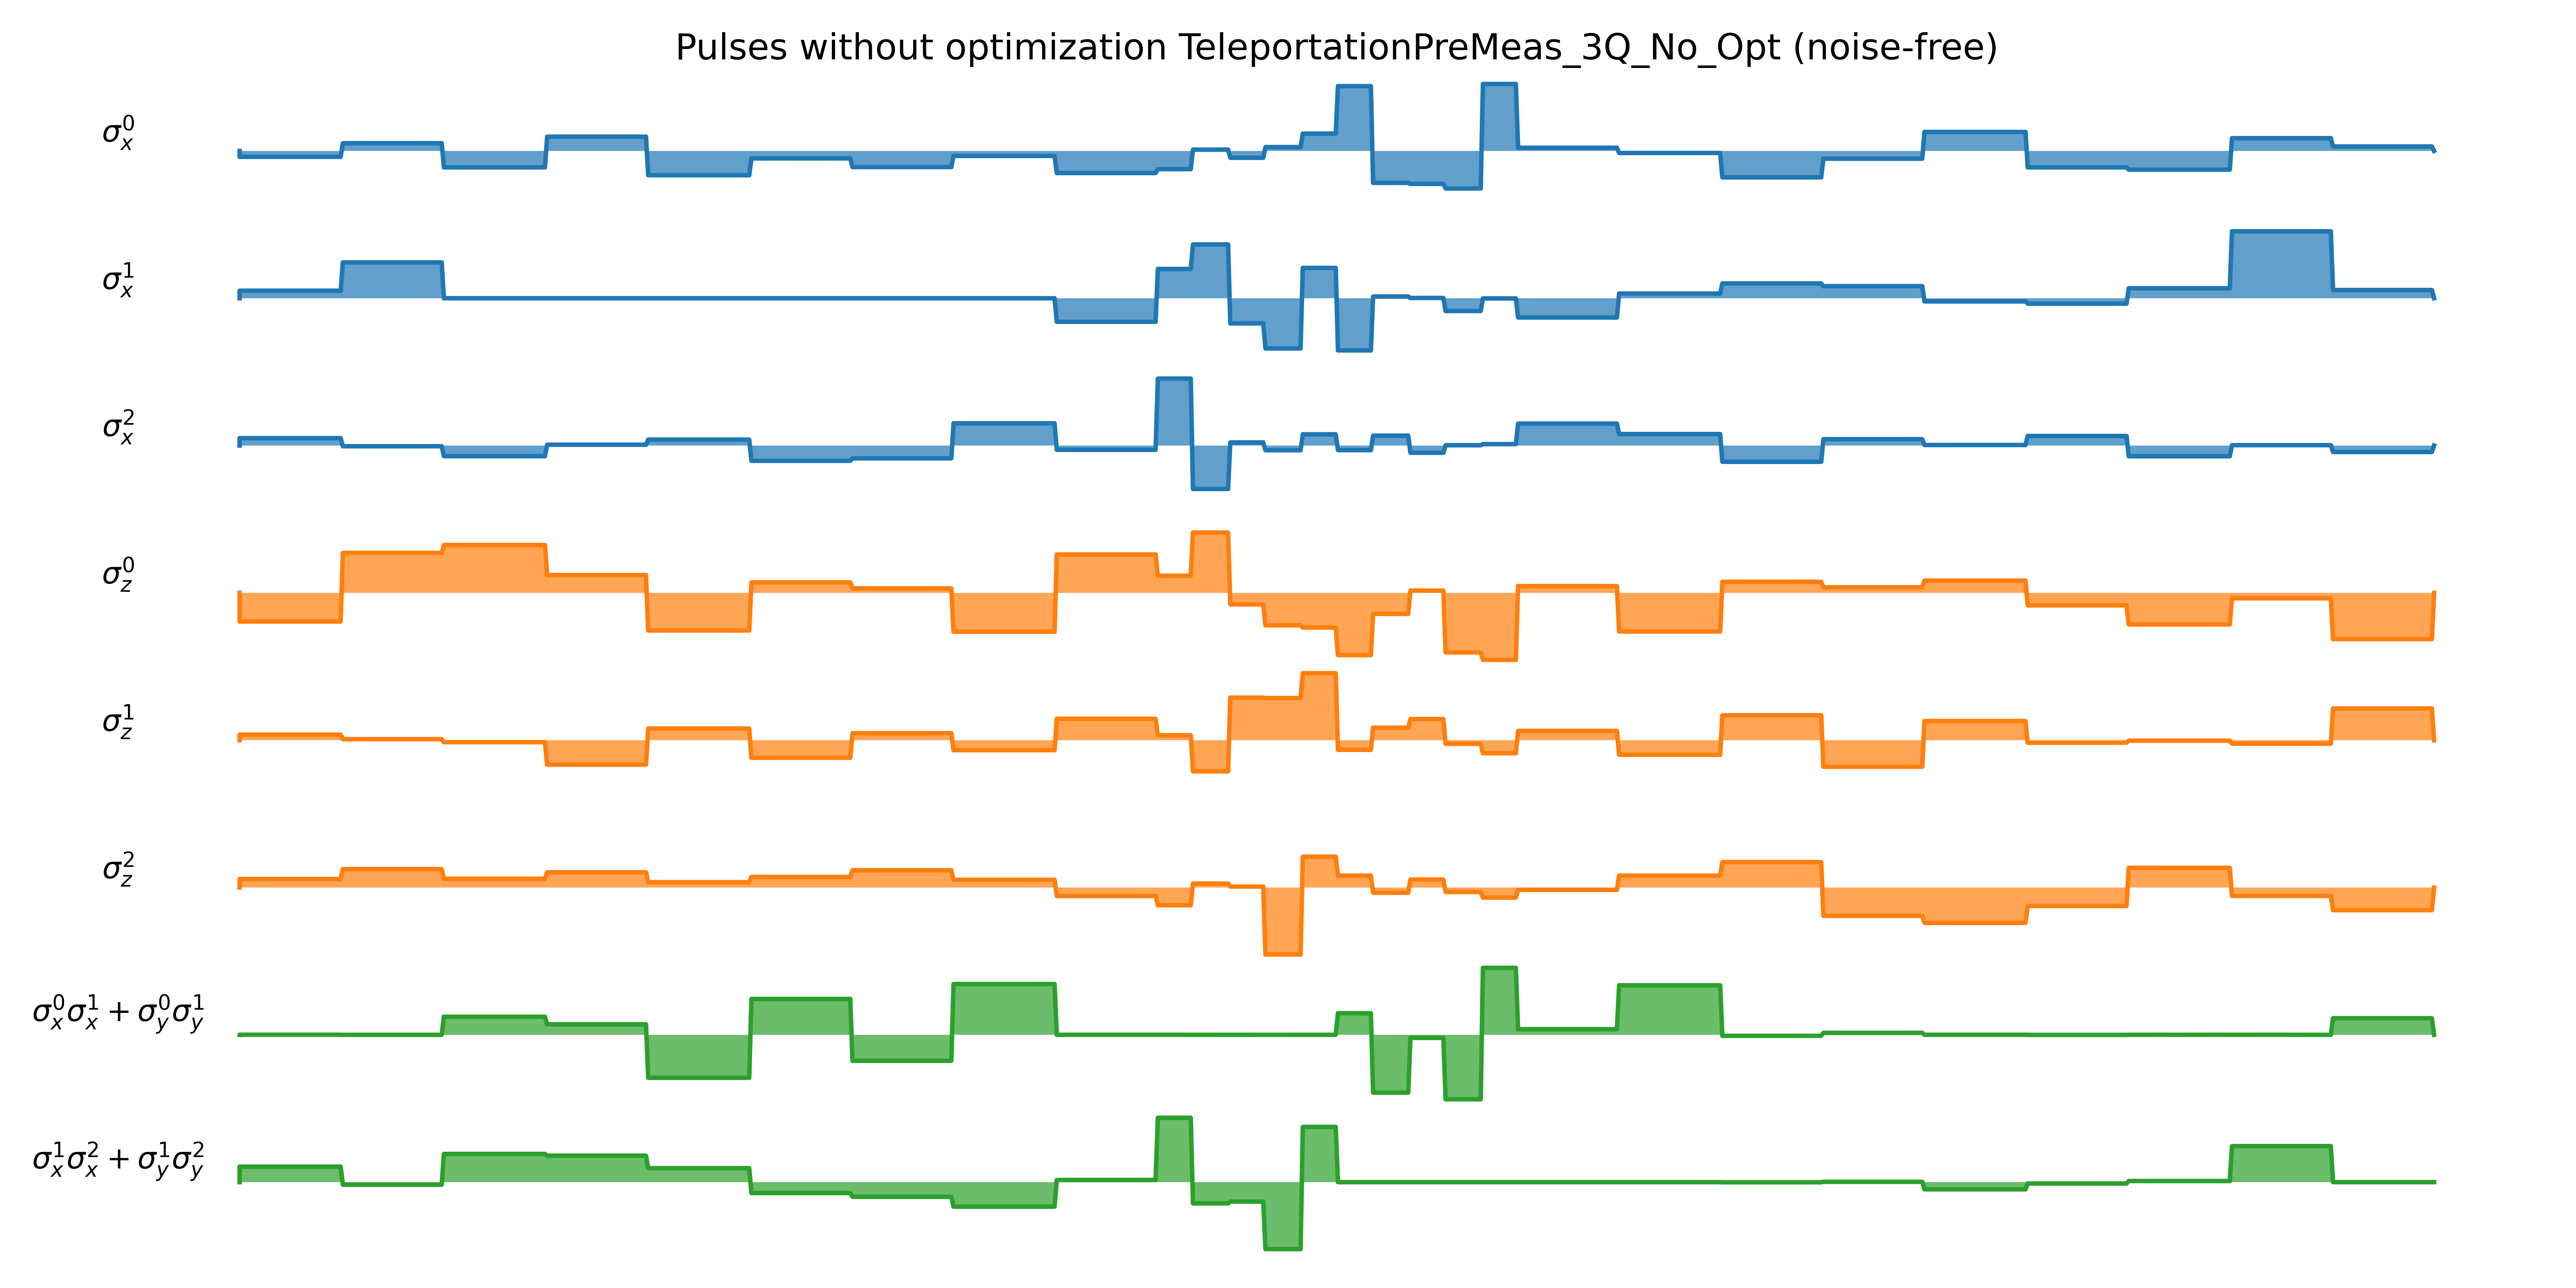 Pulses without optimization TeleportationPreMeas_3Q_No_Opt (noise-free)
σ_x^0
σ_x^1
σ_x^2
σ_z^0
σ_z^1
σ_z^2
σ_x^0σ_x^1 + σ_y^0σ_y^1
σ_x^1σ_x^2 + σ_y^1σ_y^2